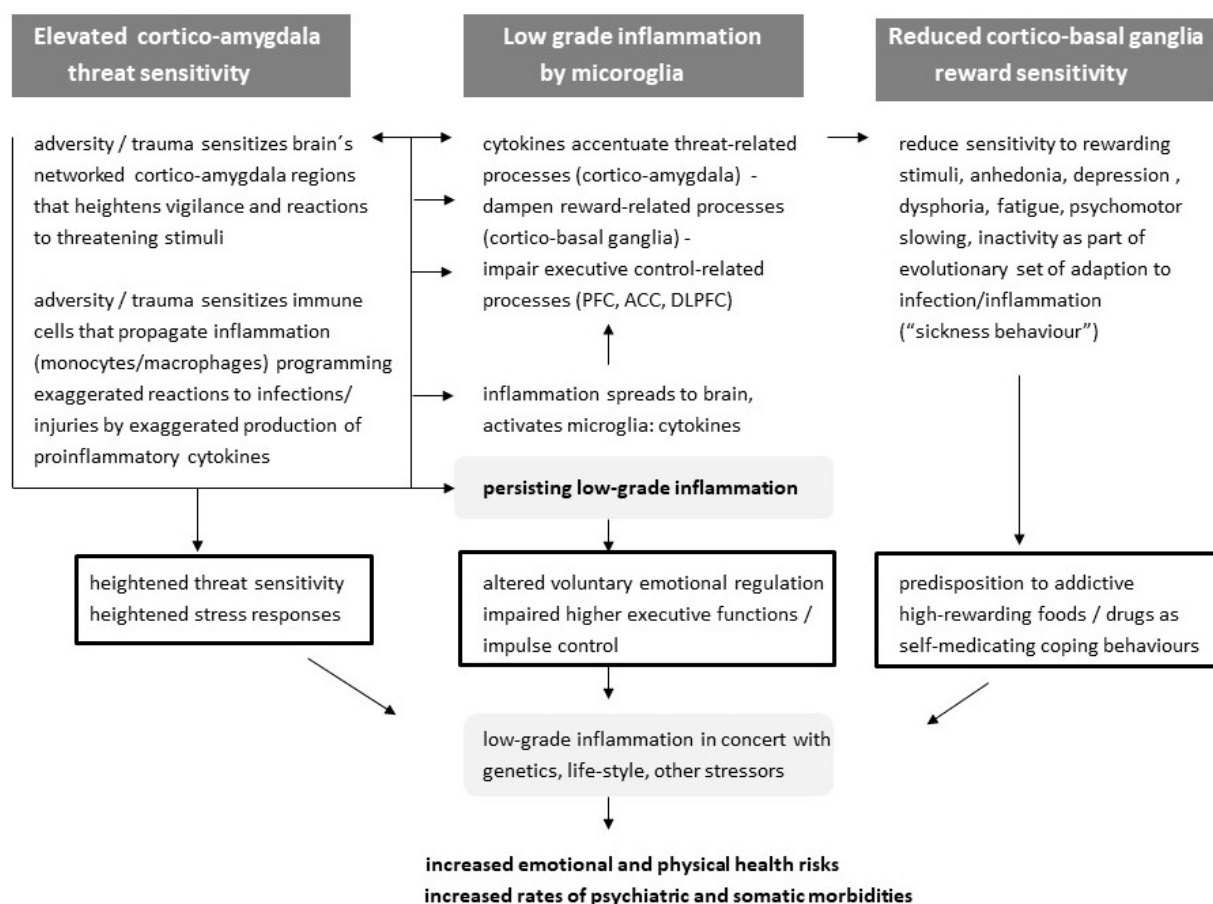 Elevated cortico-amygdala
threat sensitivity
Low grade inflammation
by micoroglia
Reduced cortico-basal ganglia
reward sensitivity
adversity / trauma sensitizes brain´s
networked cortico-amygdala regions
that heightens vigilance and reactions
to threatening stimuli
adversity / trauma sensitizes immune
cells that propagate inflammation
(monocytes/macrophages) programming
exaggerated reactions to infections/
injuries by exaggerated production of
proinflammatory cytokines
cytokines accentuate threat-related
processes (cortico-amygdala) -
dampen reward-related processes
(cortico-basal ganglia) -
impair executive control-related
processes (PFC, ACC, DLPFC)
inflammation spreads to brain,
activates microglia: cytokines
persisting low-grade inflammation
reduce sensitivity to rewarding
stimuli, anhedonia, depression ,
dysphoria, fatigue, psychomotor
slowing, inactivity as part of
evolutionary set of adaption to
infection/inflammation
(“sickness behaviour”)
heightened threat sensitivity
heightened stress responses
altered voluntary emotional regulation
impaired higher executive functions /
impulse control
predisposition to addictive
high-rewarding foods / drugs as
self-medicating coping behaviours
low-grade inflammation in concert with
genetics, life-style, other stressors
increased emotional and physical health risks
increased rates of psychiatric and somatic morbidities